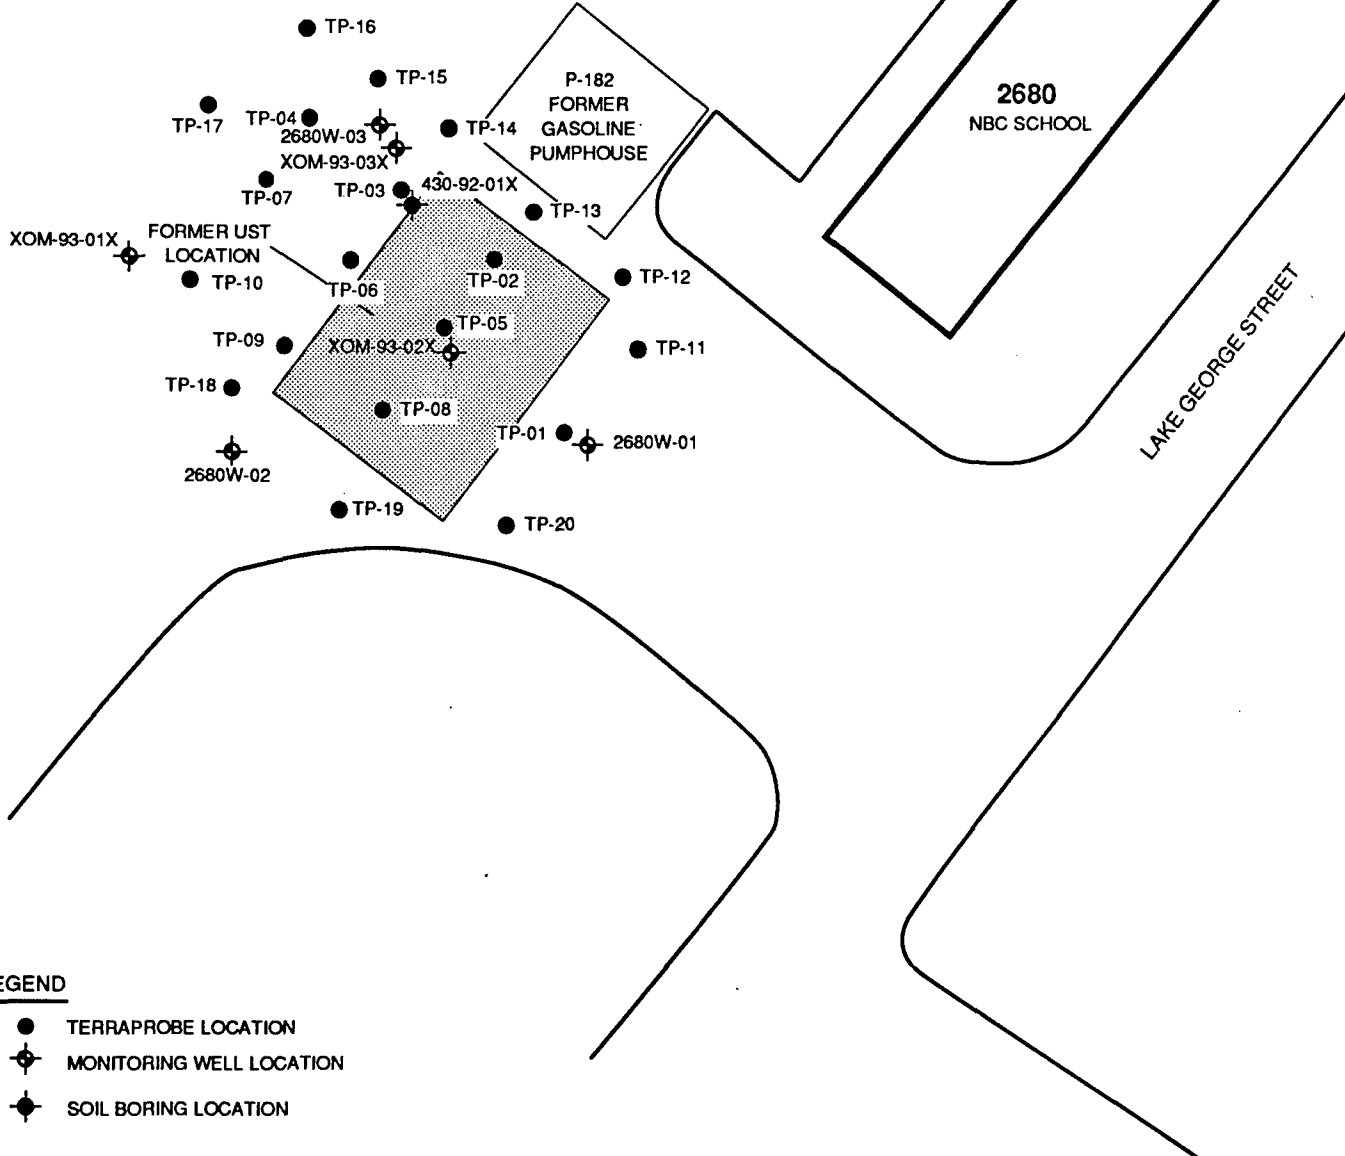 TP-16
TP-15
P-182
FORMER
GASOLINE
PUMPHOUSE
2680
NBC SCHOOL
TP-17
TP-04
2680W-03
TP-14
XOM-93-03X
TP-07
TP-03
430-92-01X
TP-13
XOM-93-01X
FORMER UST
LOCATION
TP-10
TP-06
TP-02
TP-12
TP-05
TP-09
XOM-93-02X
TP-11
TP-18
TP-08
TP-01
2680W-01
2680W-02
TP-19
TP-20
LAKE GEORGE STREET
EGEND
TERRAPROBE LOCATION
MONITORING WELL LOCATION
SOIL BORING LOCATION